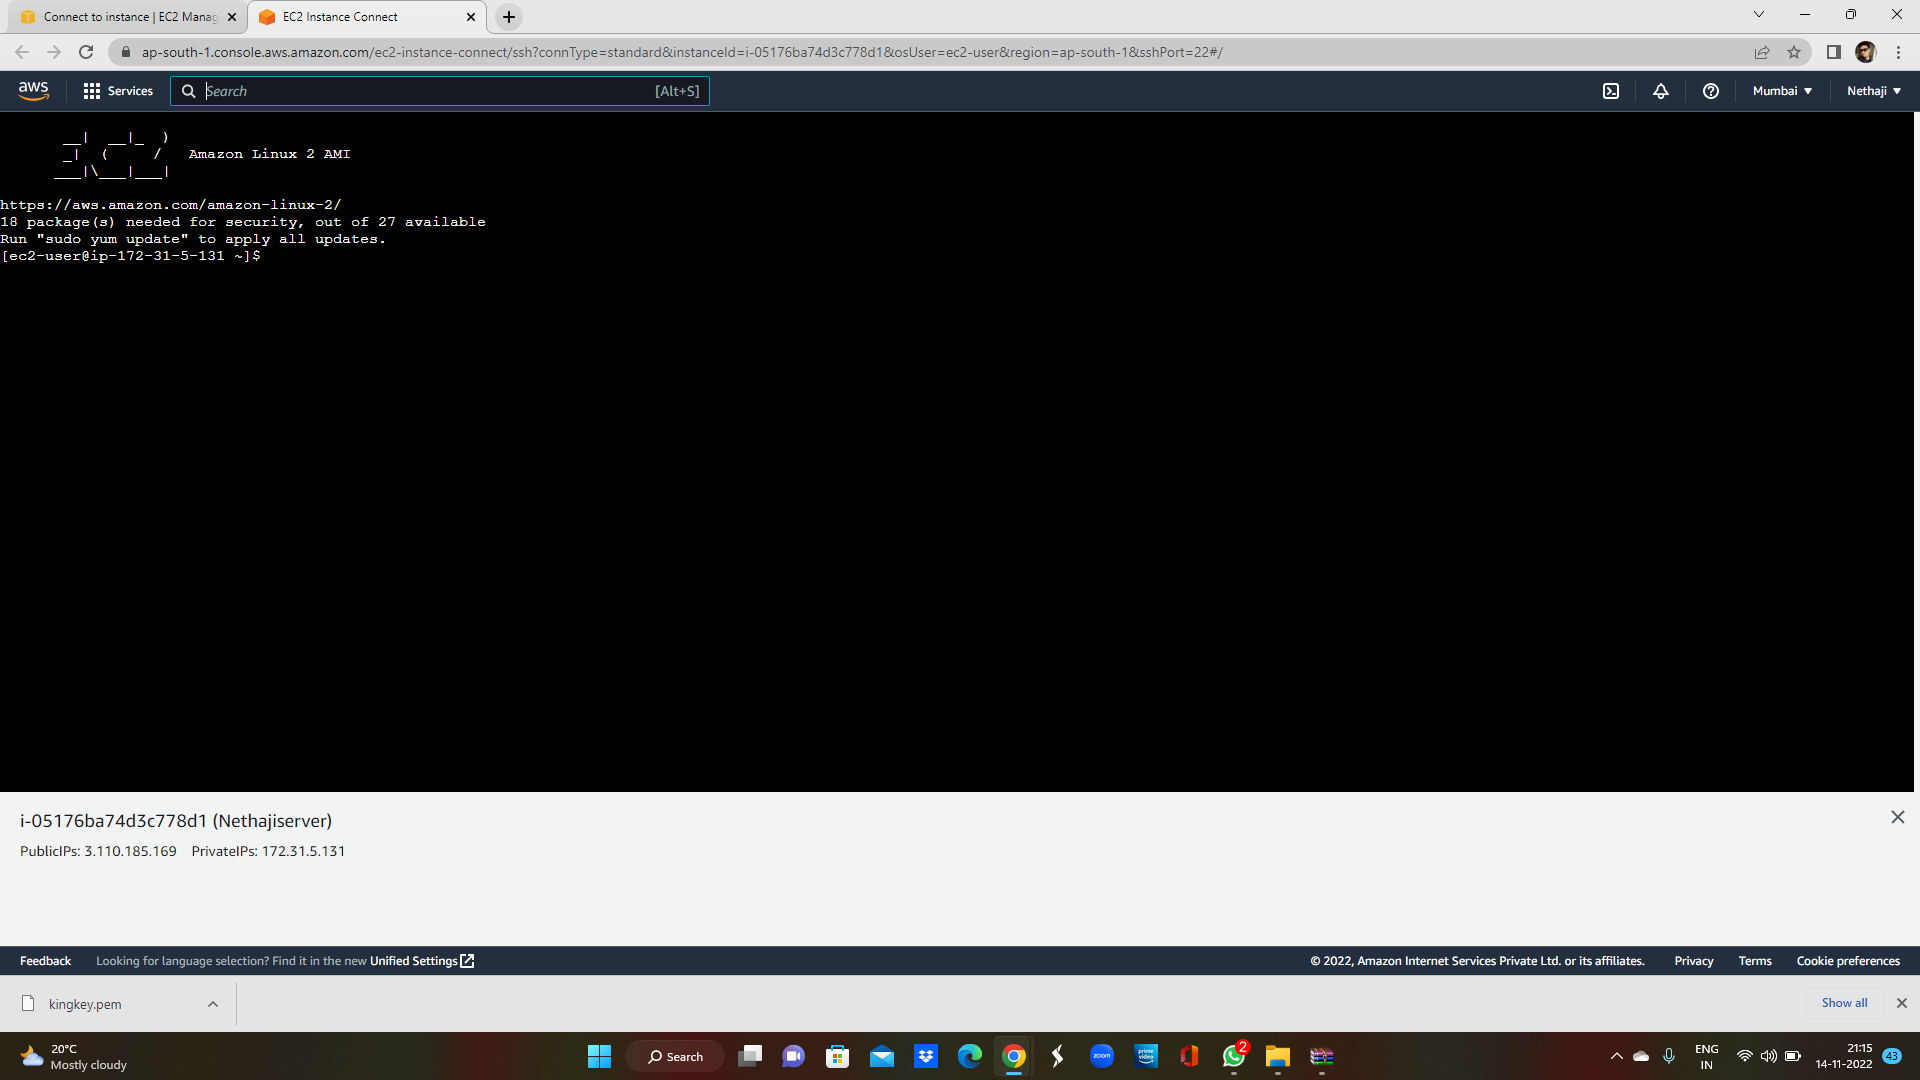 Connect to instance | EC2 Manag
EC2 Instance Connect
ap-south-1.console.aws.amazon.com/ec2-instance-connect/ssh?connType=standard&instanceId=i-05176ba74d3c778d1&osUser=ec2-user&region=ap-south-1&sshPort=22#/
aws
Services
Search
[Alt+S]
Mumbai
Nethaji
__| __|_ )
_| ( / Amazon Linux 2 AMI
___|\___|___|
https://aws.amazon.com/amazon-linux-2/
18 package(s) needed for security, out of 27 available
Run "sudo yum update" to apply all updates.
[ec2-user@ip-172-31-5-131 ~]$
i-05176ba74d3c778d1 (Nethajiserver)
PublicIPs: 3.110.185.169 PrivateIPs: 172.31.5.131
Feedback
Looking for language selection? Find it in the new Unified Settings
© 2022, Amazon Internet Services Private Ltd. or its affiliates.
Privacy
Terms
Cookie preferences
kingkey.pem
Show all
20°C
Mostly cloudy
Search
zoom
prime video
2
ENG
IN
21:15
14-11-2022
43